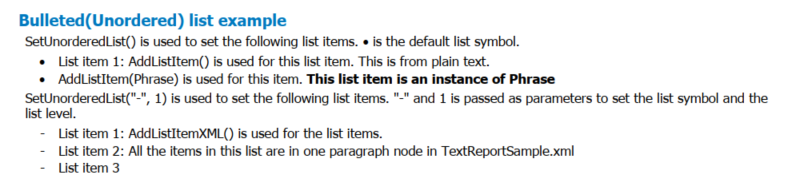 Bulleted(Unordered) list example
SetUnorderedList() is used to set the following list items. • is the default list symbol.
• List item 1: AddListItem() is used for this list item. This is from plain text.
• AddListItem(Phrase) is used for this item. This list item is an instance of Phrase
SetUnorderedList("-", 1) is used to set the following list items. "-" and 1 is passed as parameters to set the list symbol and the
list level.
- List item 1: AddListItemXML() is used for the list items.
- List item 2: All the items in this list are in one paragraph node in TextReportSample.xml
- List item 3